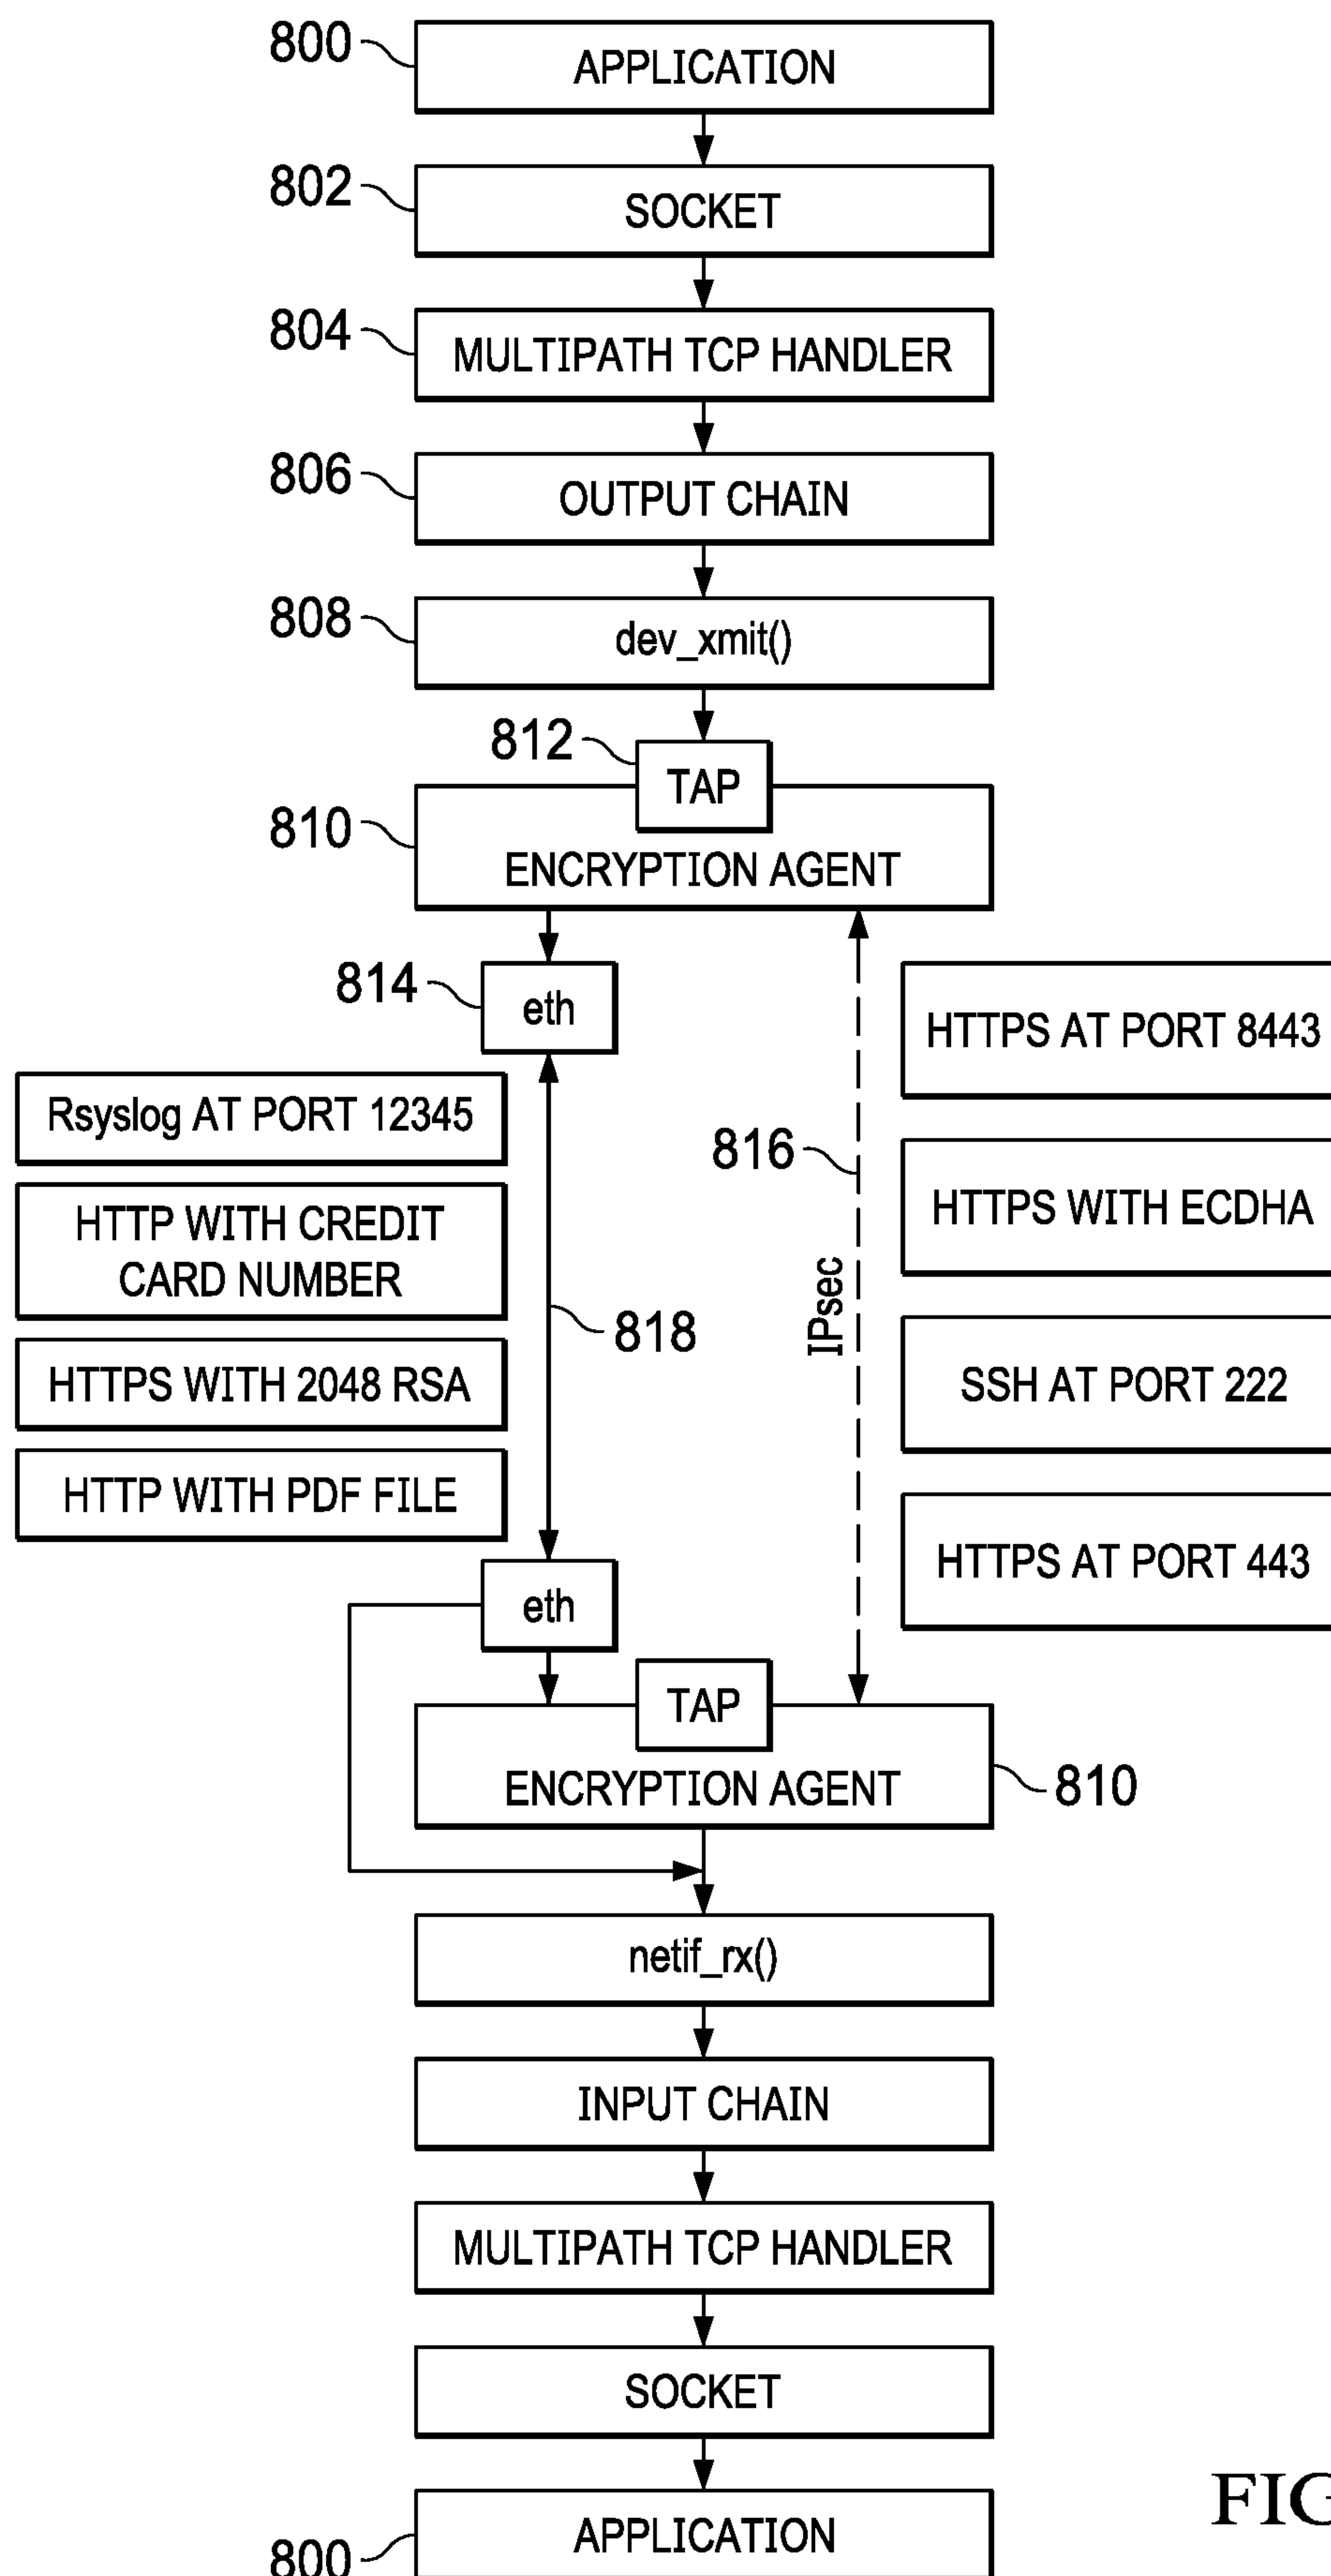 800
APPLICATION
802
SOCKET
804
MULTIPATH TCP HANDLER
806
OUTPUT CHAIN
808
dev_xmit()
812
TAP
810
ENCRYPTION AGENT
814
eth
HTTPS AT PORT 8443
Rsyslog AT PORT 12345
816
HTTPS WITH ECDHA
HTTP WITH CREDIT
CARD NUMBER
818
IPsec
HTTPS WITH 2048 RSA
SSH AT PORT 222
HTTP WITH PDF FILE
HTTPS AT PORT 443
eth
TAP
ENCRYPTION AGENT
810
netif_rx()
INPUT CHAIN
MULTIPATH TCP HANDLER
SOCKET
APPLICATION
800
FIG